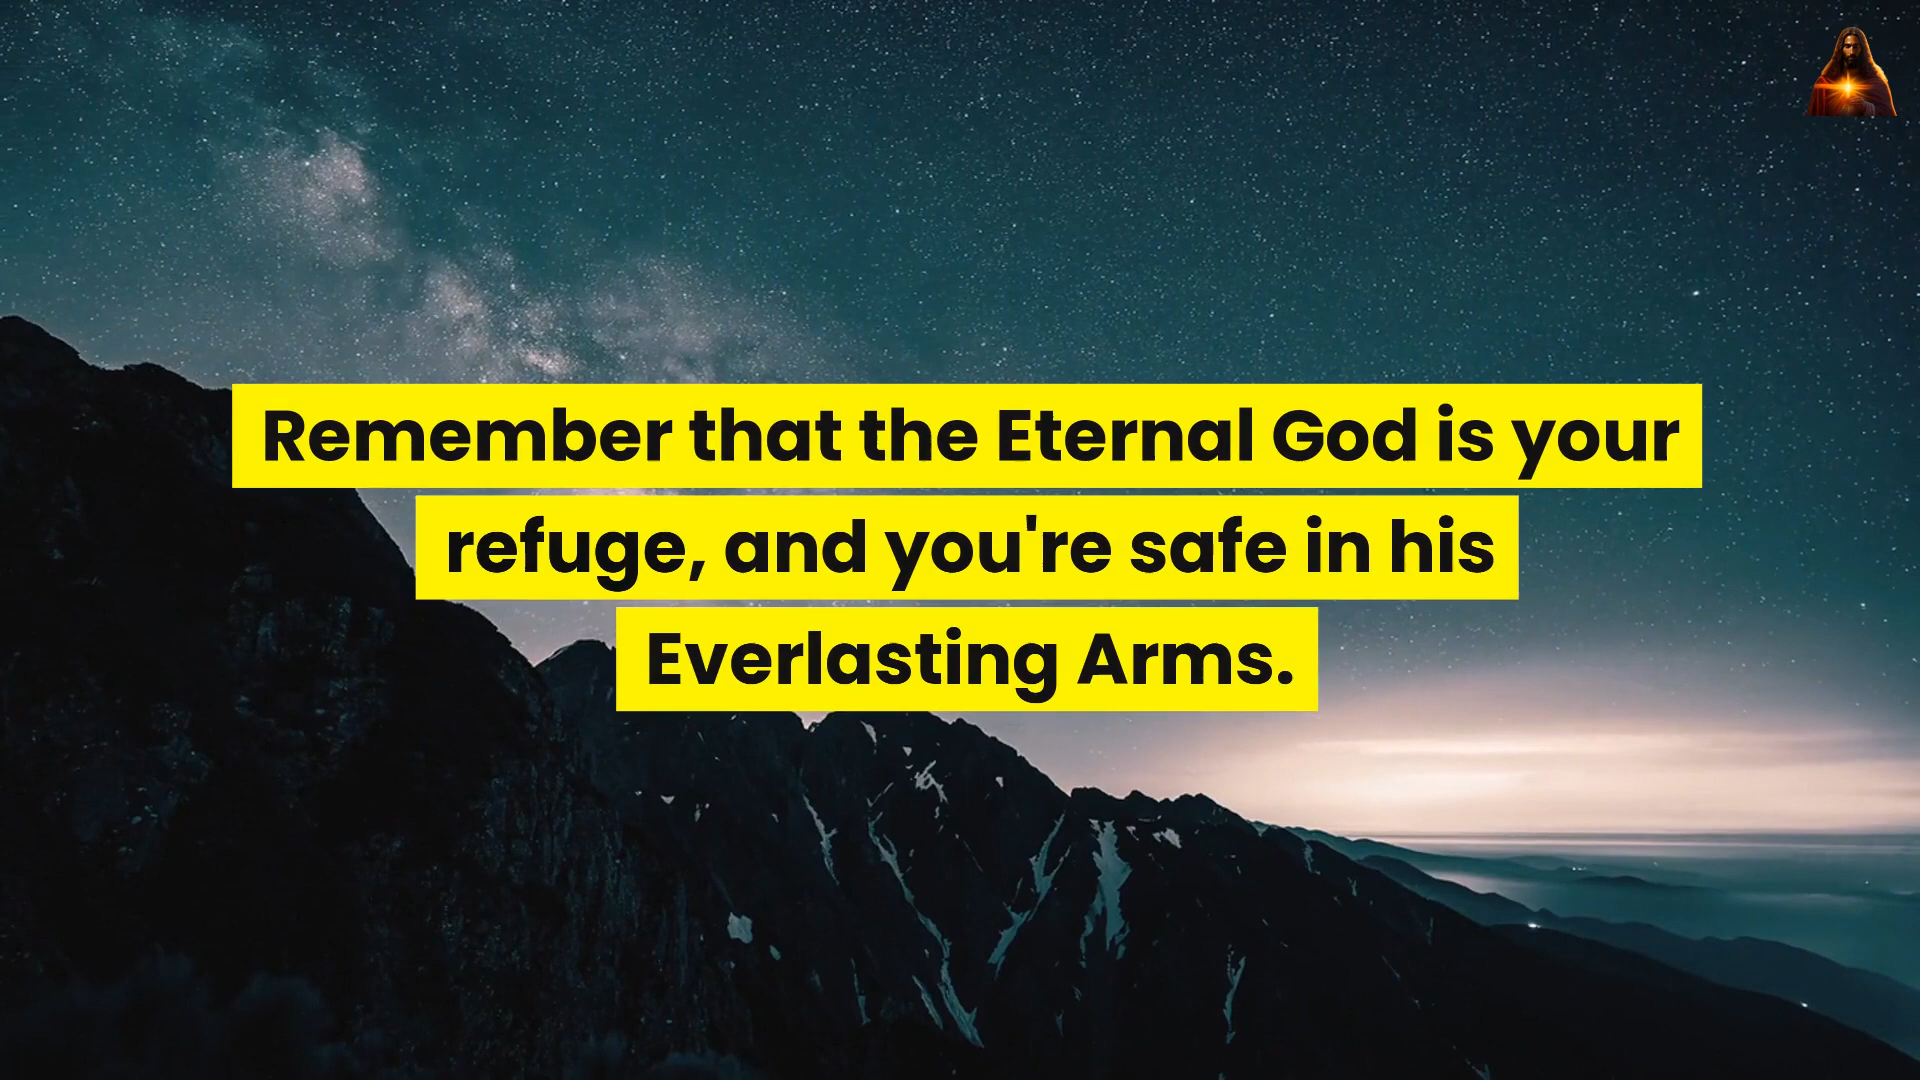 Remember that the Eternal God is your
refuge, and you're safe in his
Everlasting Arms.